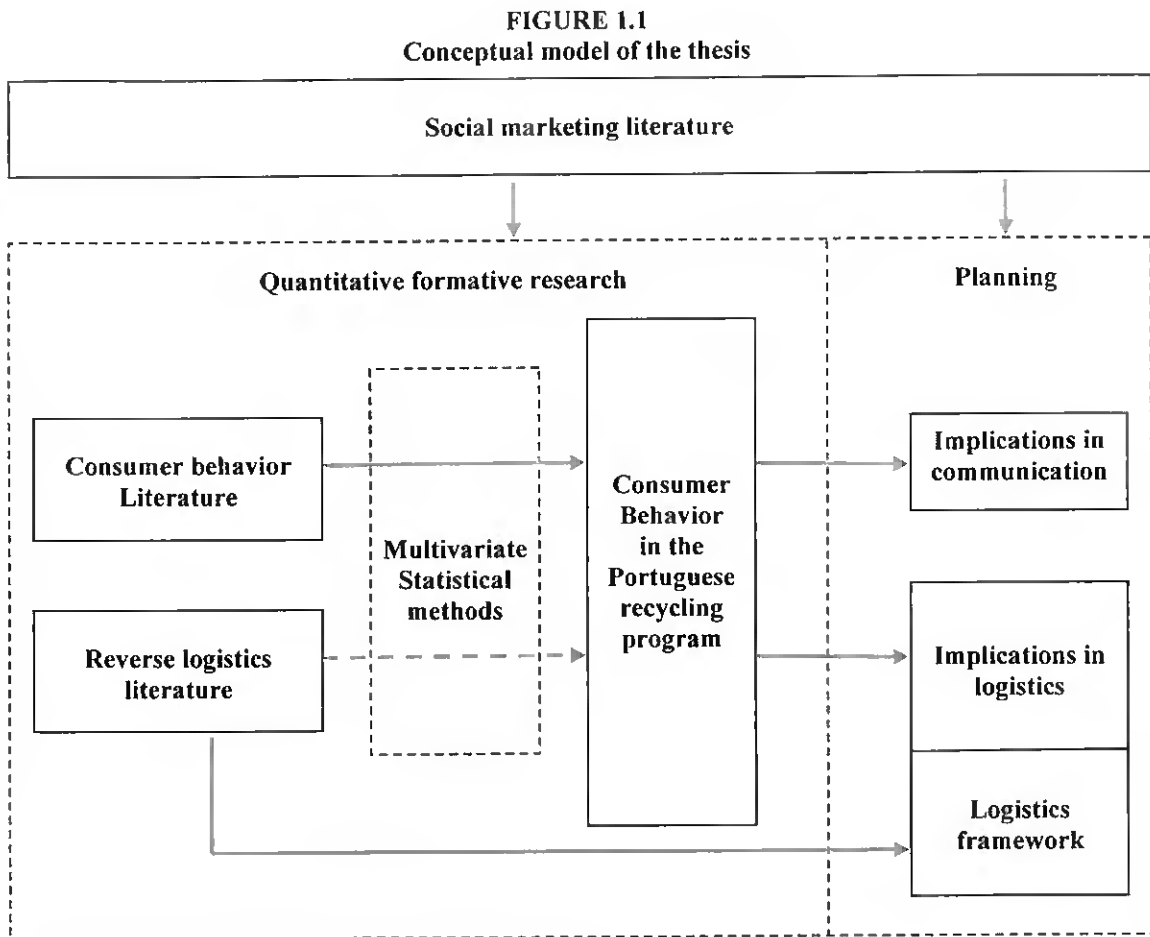 FIGURE 1.1
Conceptual model of the thesis
Social marketing literature
Quantitative formative research
Planning
Consumer behavior
Literature
Reverse logistics
literature
Multivariate
Statistical
methods
Consumer
Behavior
in the
Portuguese
recycling
program
Implications in
communication
Implications in
logistics
Logistics
framework